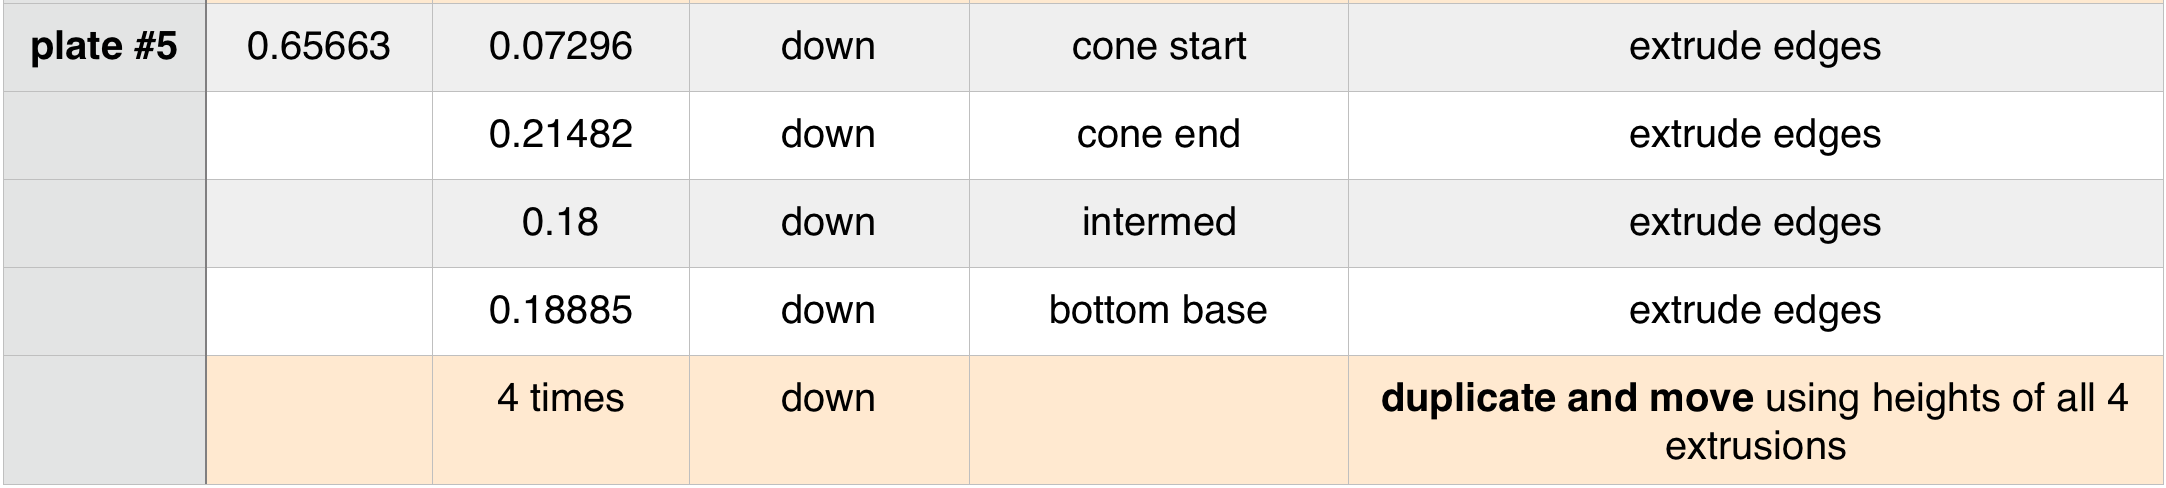 plate #5 0.65663 0.07296 down cone start extrude edges
0.21482 down cone end extrude edges
0.18 down intermed extrude edges
0.18885 down bottom base extrude edges
4 times down duplicate and move using heights of all 4
extrusions